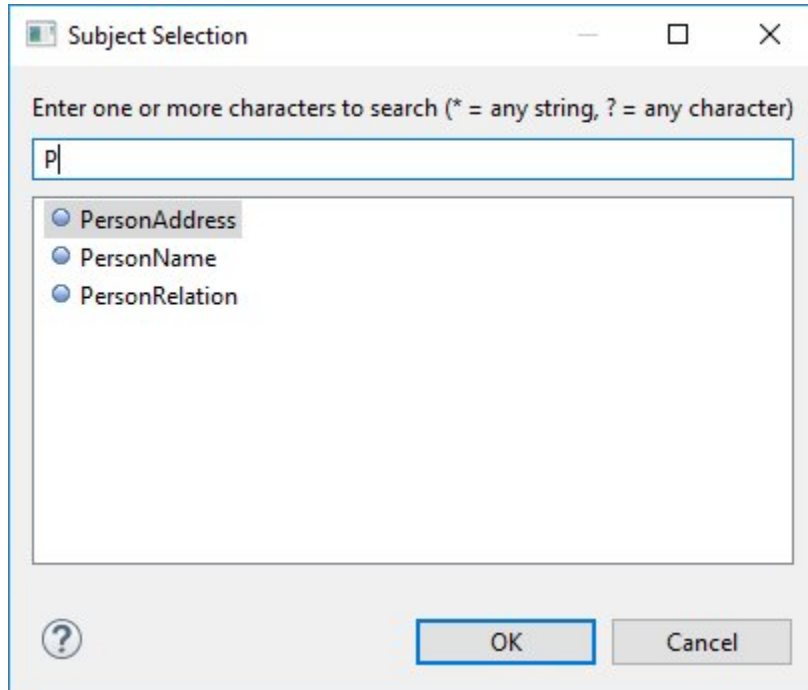 Subject Selection
Enter one or more characters to search (* = any string, ? = any character)
P
PersonAddress
PersonName
PersonRelation
?
OK Cancel